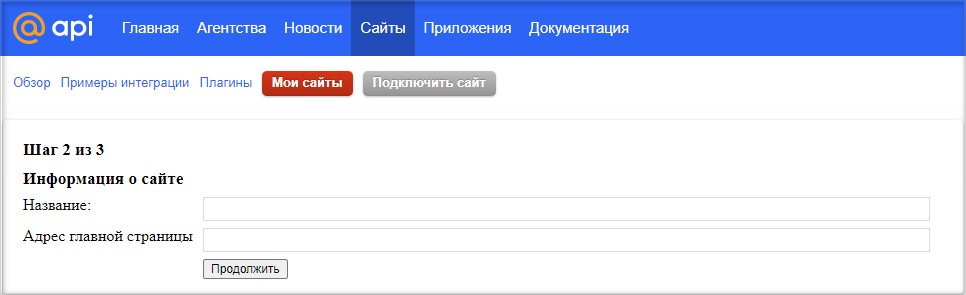 @ api Главная Агентства Новости Сайты Приложения Документация
Обзор Примеры интеграции Плагины Мои сайты Подключить сайт
Шаг 2 из 3
Информация о сайте
Название:
Адрес главной страницы
Продолжить